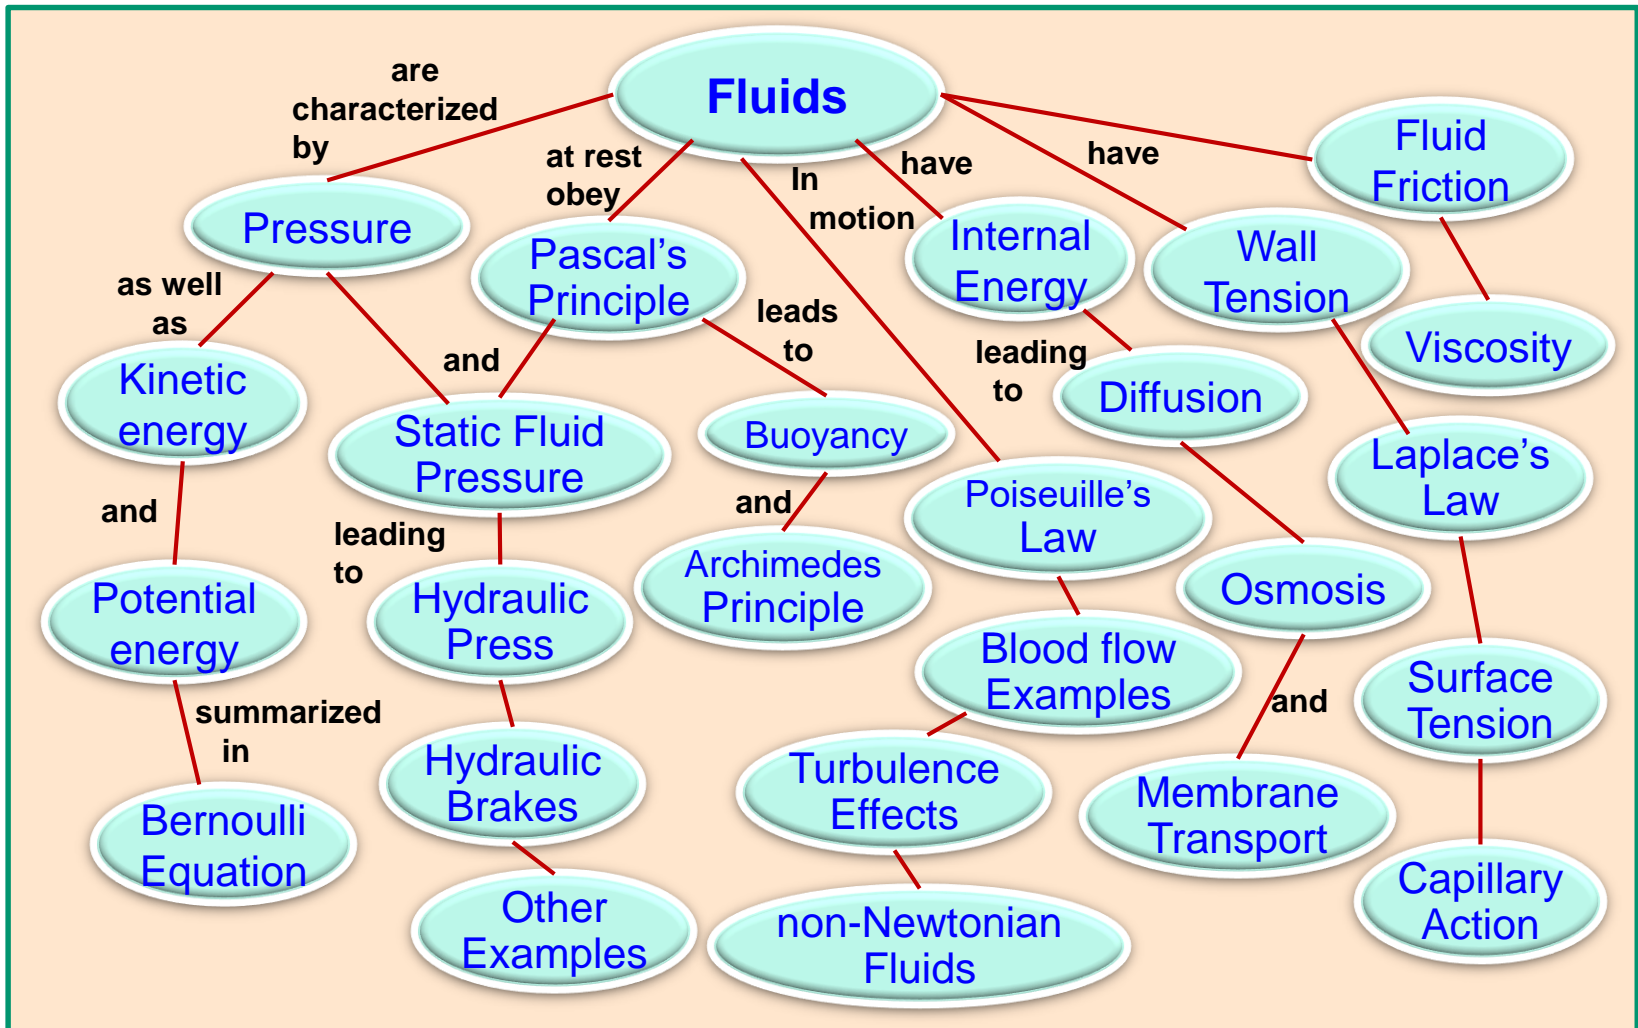 Fluids
are
characterized
by
at rest
obey
In
motion
have
have
Fluid
Friction
Pressure
Pascal’s
Principle
Internal
Energy
Wall
Tension
as well
as
leads
to
Viscosity
Kinetic
energy
and
leading
to
Diffusion
Static Fluid
Pressure
Buoyancy
Laplace’s
Law
and
leading
to
and
Poiseuille’s
Law
Potential
energy
Hydraulic
Press
Archimedes
Principle
Osmosis
Blood flow
Examples
Surface
Tension
summarized
in
and
Hydraulic
Brakes
Turbulence
Effects
Membrane
Transport
Bernoulli
Equation
Capillary
Action
Other
Examples
non-Newtonian
Fluids